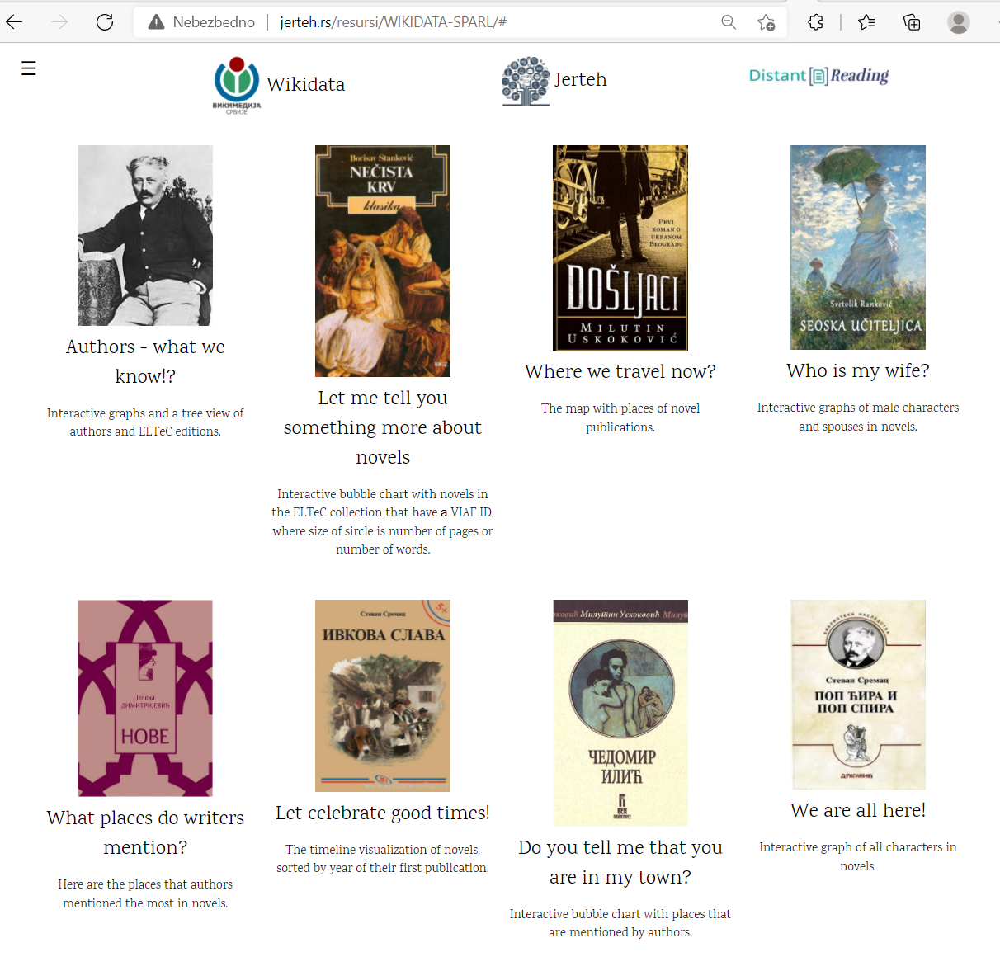 Nebezbedno | jerteh.rs/resursi/WIKIDATA-SPARL/#
ВИКИМЕДИЈА
СРБИЈЕ
Wikidata
Jerteh
Distant Reading
Borisav Stanković
NEČISTA
KRV
klasika
BIGZ
PRVI
ROMAN O
URBANOM
BEOGRADU
DOŠLJACI
MILUTIN
USKOKOVIĆ
Svetolik Ranković
SEOSKA UČITELJICA
Authors - what we
know!?
Interactive graphs and a tree view of
authors and ELTeC editions.
Let me tell you
something more about
novels
Interactive bubble chart with novels in
the ELTeC collection that have a VIAF ID,
where size of sircle is number of pages or
number of words.
Where we travel now?
The map with places of novel
publications.
Who is my wife?
Interactive graphs of male characters
and spouses in novels.
Јелена
ДИМИТРИЈЕВИЋ
НОВЕ
Стеван Сремац
ИВКОВА СЛАВА
Милутин Ускоковић
ЧЕДОМИР
ИЛИЋ
БИБЛИОТЕКА НАСЛЕДСТВА
Стеван Сремац
ПОП ЋИРА И
ПОП СПИРА
ДРАГАНИЋ
What places do writers
mention?
Here are the places that authors
mentioned the most in novels.
Let celebrate good times!
The timeline visualization of novels,
sorted by year of their first publication.
Do you tell me that you
are in my town?
Interactive bubble chart with places that
are mentioned by authors.
We are all here!
Interactive graph of all characters in
novels.